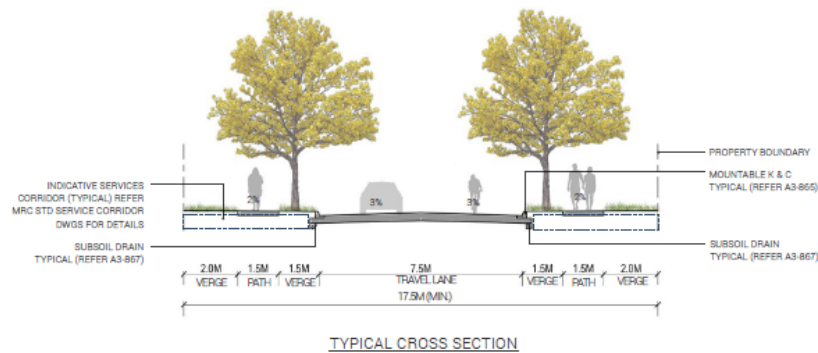 PROPERTY BOUNDARY
MOUNTABLE K & C
TYPICAL (REFER A3-865)
INDICATIVE SERVICES
CORRIDOR (TYPICAL) REFER
MRC STD SERVICE CORRIDOR
DWGS FOR DETAILS
2%
3%
3%
2%
SUBSOIL DRAIN
TYPICAL (REFER A3-867)
SUBSOIL DRAIN
TYPICAL (REFER A3-867)
2.0M 1.5M 1.5M 7.5M 1.5M 1.5M 2.0M
VERGE PATH VERGE TRAVEL LANE VERGE PATH VERGE
17.5M (MIN.)
TYPICAL CROSS SECTION